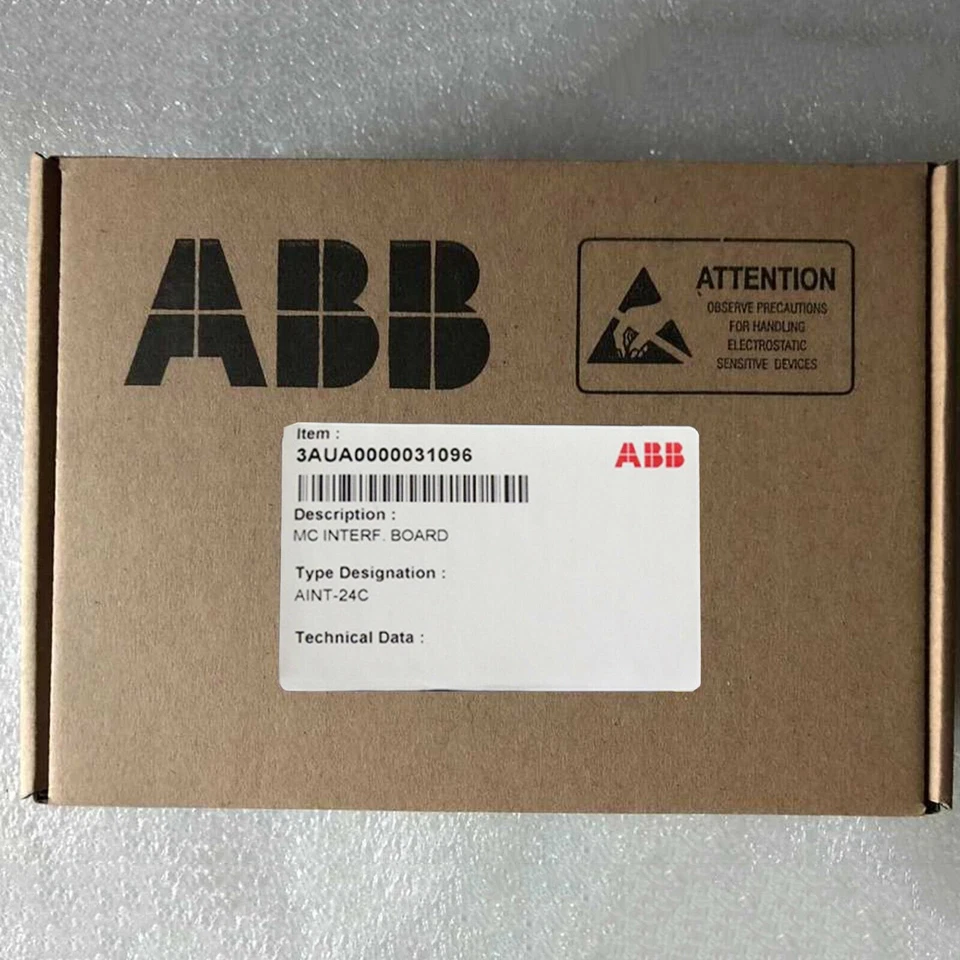 ABB
ATTENTION
OBSERVE PRECAUTIONS
FOR HANDLING
ELECTROSTATIC
SENSITIVE DEVICES
Item :
3AUA0000031096
ABB
Description :
MC INTERF. BOARD
Type Designation :
AINT-24C
Technical Data :